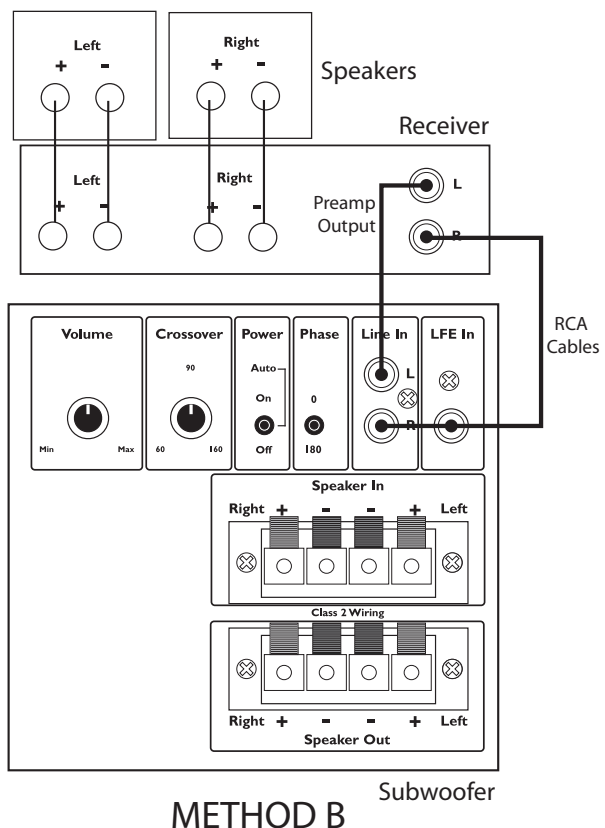 Left
+ -
Right
+ -
Speakers
Receiver
Left
+ -
Right
+ -
L
Preamp
Output
R
RCA
Cables
Volume
Min Max
Crossover
90
60 160
Power
Auto
On
Off
Phase
0
180
Line In
L
R
LFE In
Speaker In
Right + - - + Left
Class 2 Wiring
Right + - - + Left
Speaker Out
Subwoofer
METHOD B